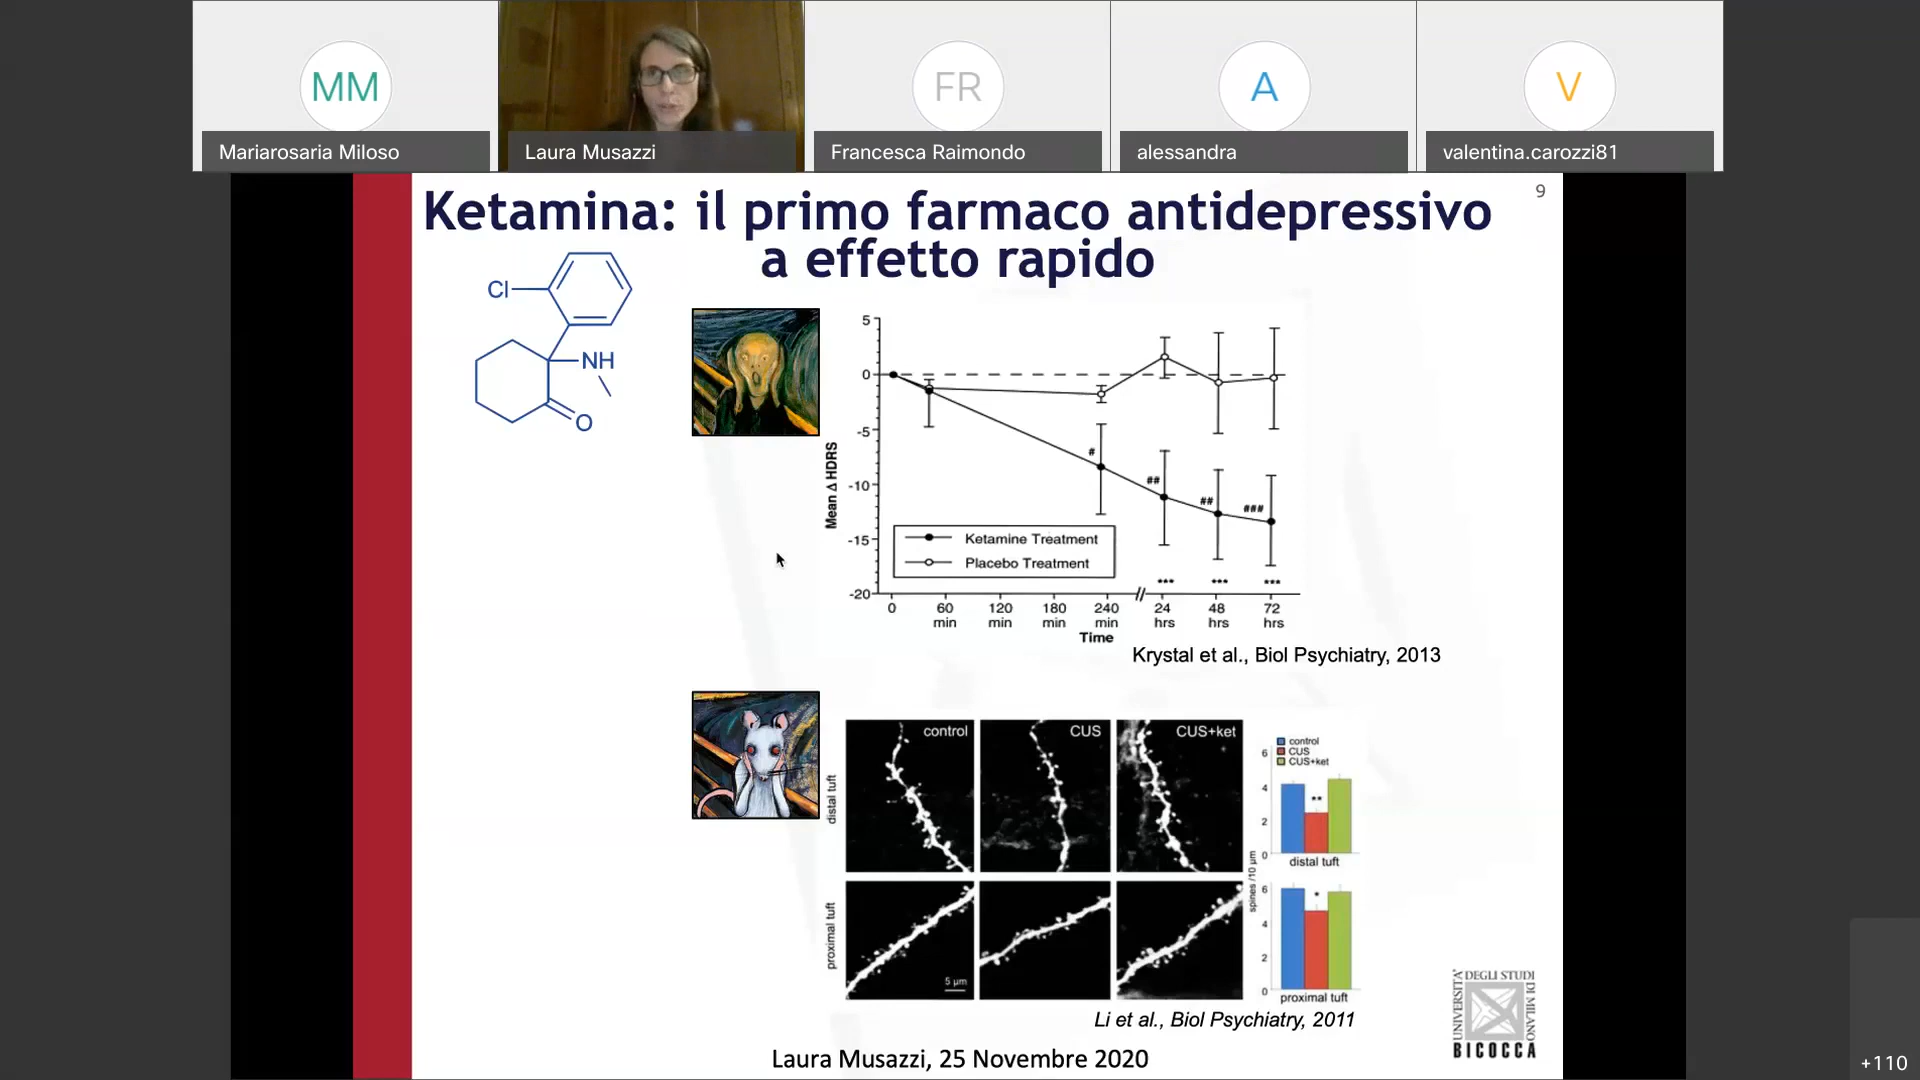 MM
Mariarosaria Miloso
Laura Musazzi
FR
Francesca Raimondo
A
alessandra
V
valentina.carozzi81
Ketamina: il primo farmaco antidepressivo
a effetto rapido
9
Cl
NH
O
Mean Δ HDRS
5
0
-5
-10
-15
-20
#
##
##
###
Ketamine Treatment
Placebo Treatment
***
***
***
0
60
min
120
min
180
min
240
min
24
hrs
48
hrs
72
hrs
Time
Krystal et al., Biol Psychiatry, 2013
distal tuft
control
CUS
CUS+ket
proximal tuft
5 µm
spines /10 µm
control
CUS
CUS+ket
6
4
2
0
**
distal tuft
6
4
2
0
*
proximal tuft
Li et al., Biol Psychiatry, 2011
UNIVERSITA' DEGLI STUDI DI MILANO
BICOCCA
Laura Musazzi, 25 Novembre 2020
+110